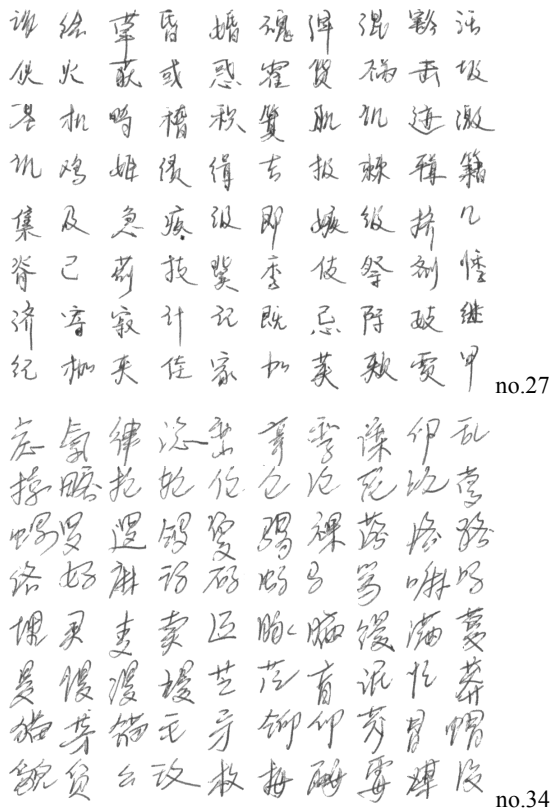 诲绘荤昏婚魂浑混豁活
伙火获或惑霍货祸击圾
基机畸稽积箕肌饥迹激
讥鸡姬绩缉吉极棘辑籍
集及急疾汲即嫉级挤几
脊己蓟技冀季伎祭剂悸
济寄寂计记既忌际妓继
纪枷夹佳家加荚颊贾甲 no.27
虑氯律滤峦挛孪滦卵乱
掠略抡轮伦仑沦纶论萝
螺罗逻锣箩骡裸落洛骆
络妈麻玛码蚂马骂嘛吗
埋买麦卖迈脉瞒馒满蔓
曼慢漫谩芒茫盲氓忙莽
猫茅锚毛矛铆卯茂冒帽
貌贸么玫枚梅酶霉煤没 no.34